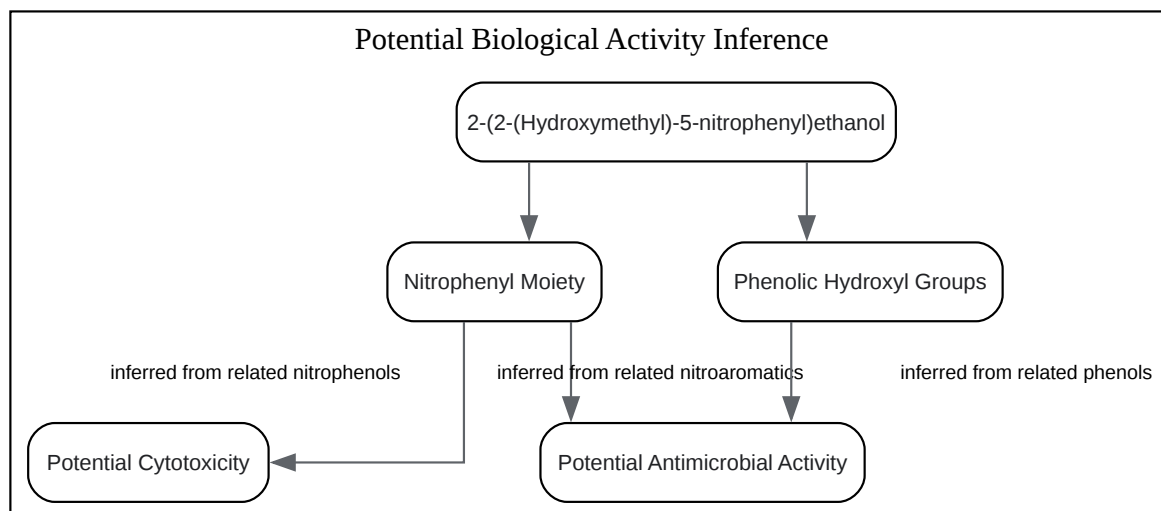 Potential Biological Activity Inference
2-(2-(Hydroxymethyl)-5-nitrophenyl)ethanol
Nitrophenyl Moiety
Phenolic Hydroxyl Groups
inferred from related nitrophenols
inferred from related nitroaromatics
inferred from related phenols
Potential Cytotoxicity
Potential Antimicrobial Activity